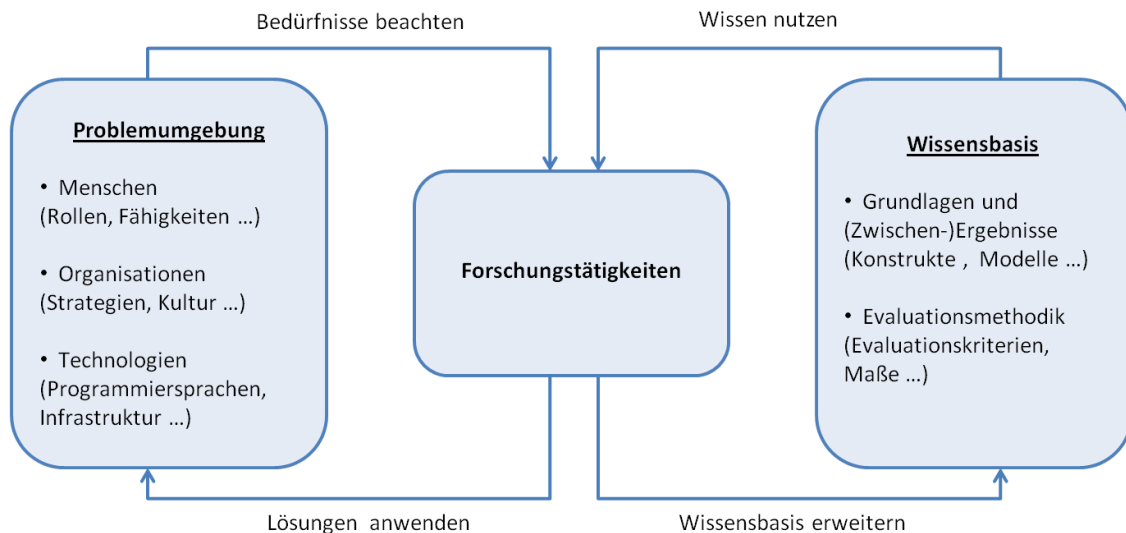 Bedürfnisse beachten
Wissen nutzen
Problemumgebung
• Menschen
(Rollen, Fähigkeiten ...)
• Organisationen
(Strategien, Kultur ...)
• Technologien
(Programmiersprachen,
Infrastruktur ...)
Forschungstätigkeiten
Wissensbasis
• Grundlagen und
(Zwischen-)Ergebnisse
(Konstrukte , Modelle ...)
• Evaluationsmethodik
(Evaluationskriterien,
Maße ...)
Lösungen anwenden
Wissensbasis erweitern